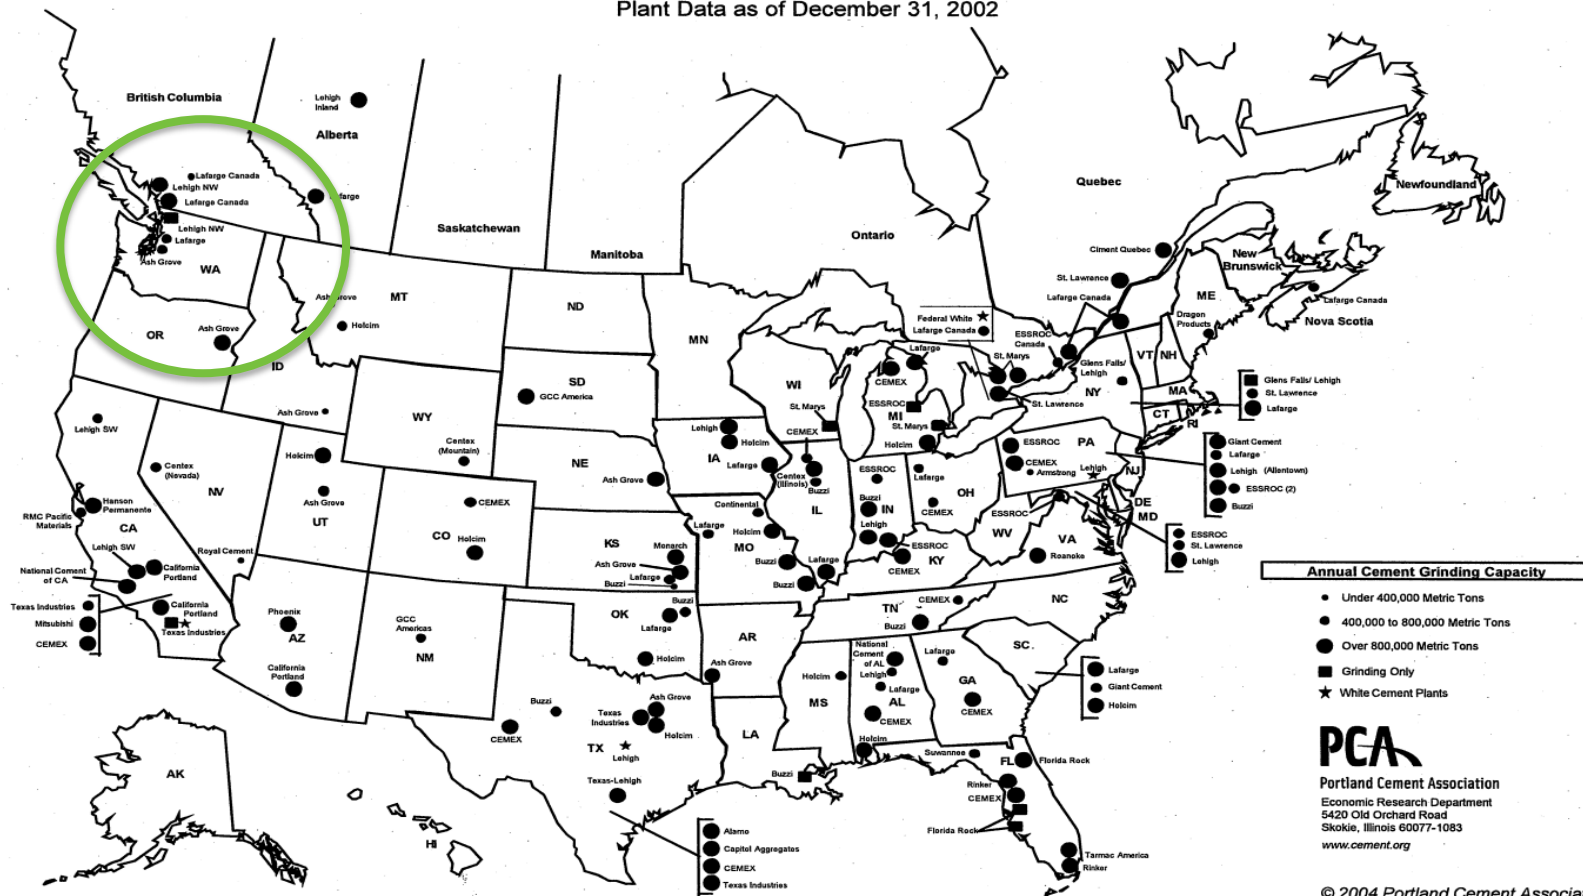 Plant Data as of December 31, 2002
British Columbia
Lehigh
Inland
Alberta
Lafarge Canada
Lehigh NW
Lafarge Canada
Lehigh NW
Lafarge
Ash Grove
WA
farge
Saskatchewan
Manitoba
Ontario
Quebec
Newfoundland
New
Brunswick
Nova Scotia
Lafarge Canada
Ciment Quebec
St. Lawrence
Lafarge Canada
ME
Dragon
Products
OR
Ash Grove
Ash Grove
MT
Holcim
ID
Ash Grove
ND
SD
GCC America
MN
WI
St. Marys
CEMEX
Federal White
Lafarge Canada
ESSROC
Canada
Lafarge
CEMEX
ESSROC
MI
St. Marys
Holcim
St. Marys
St. Lawrence
Glens Falls/
Lehigh
NY
VT
NH
MA
CT
RI
Glens Falls/ Lehigh
St. Lawrence
Lafarge
WY
Centex
(Mountain)
Lehigh SW
Centex
(Nevada)
NV
Holcim
Ash Grove
UT
NE
Ash Grove
Lehigh
Holcim
IA
Lafarge
Centex
(Illinois)
Buzzi
IL
ESSROC
Buzzi
IN
Lehigh
ESSROC
CEMEX
KY
Lafarge
OH
CEMEX
ESSROC
CEMEX
Armstrong
PA
Lehigh
NJ
DE
MD
Giant Cement
Lafarge
Lehigh (Allentown)
ESSROC (2)
Buzzi
ESSROC
WV
VA
Roanoke
ESSROC
St. Lawrence
Lehigh
Hanson
Permanente
RMC Pacific
Materials
CA
Lehigh SW
National Cement
of CA
California
Portland
Royal Cement
Texas Industries
Mitsubishi
CEMEX
California
Portland
Texas Industries
CEMEX
CO
Holcim
KS
Monarch
Ash Grove
Lafarge
Buzzi
Continental
Lafarge
Holcim
MO
Buzzi
Buzzi
Lafarge
Phoenix
AZ
California
Portland
GCC
Americas
NM
OK
Buzzi
Lafarge
Holcim
AR
Ash Grove
TN
CEMEX
Buzzi
NC
SC
Lafarge
Giant Cement
Holcim
Holcim
MS
National
Cement
of AL
Lehigh
Lafarge
AL
CEMEX
Holcim
Lafarge
GA
CEMEX
Buzzi
CEMEX
Texas
Industries
Ash Grove
Holcim
TX
Lehigh
Texas-Lehigh
LA
Buzzi
Alamo
Capitol Aggregates
CEMEX
Texas Industries
Suwannee
FL
Florida Rock
Rinker
CEMEX
Florida Rock
Tarmac America
Rinker
AK
HI
Annual Cement Grinding Capacity
Under 400,000 Metric Tons
400,000 to 800,000 Metric Tons
Over 800,000 Metric Tons
Grinding Only
White Cement Plants
PCA
Portland Cement Association
Economic Research Department
5420 Old Orchard Road
Skokie, Illinois 60077-1083
www.cement.org
© 2004 Portland Cement Associa